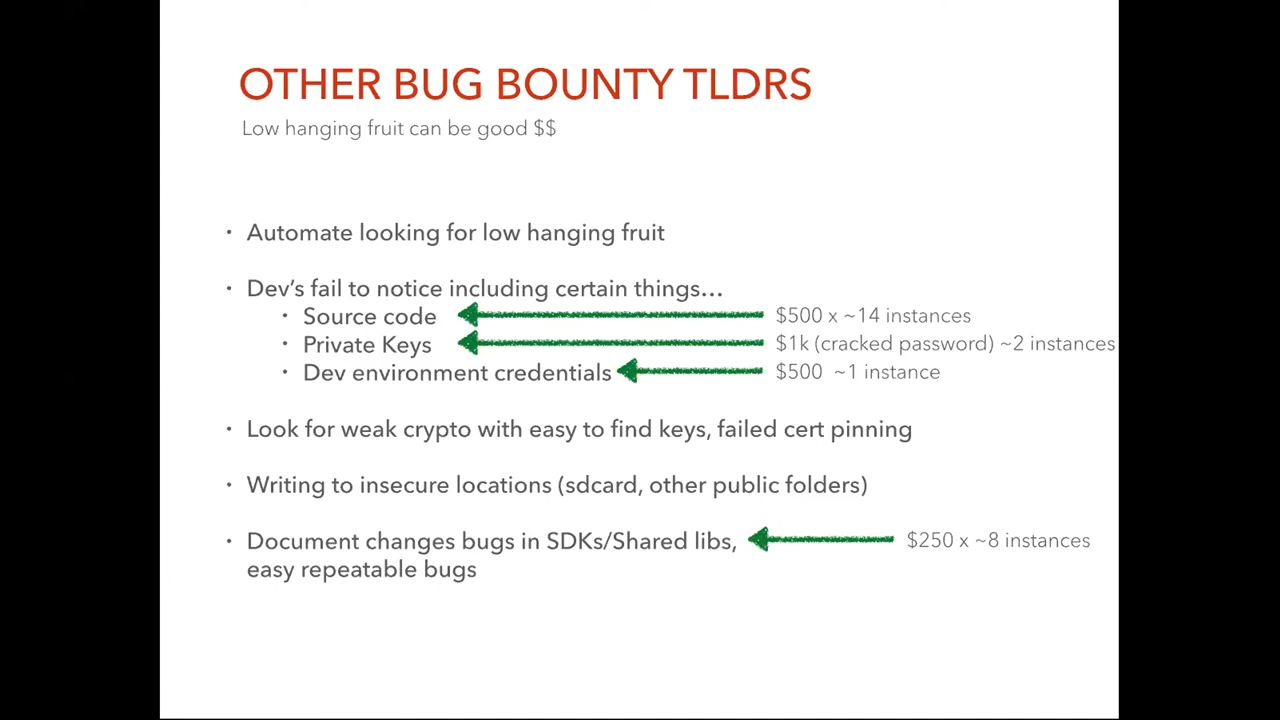 OTHER BUG BOUNTY TLDRS
Low hanging fruit can be good $$
• Automate looking for low hanging fruit
• Dev’s fail to notice including certain things…
• Source code $500 x ~14 instances
• Private Keys $1k (cracked password) ~2 instances
• Dev environment credentials $500 ~1 instance
• Look for weak crypto with easy to find keys, failed cert pinning
• Writing to insecure locations (sdcard, other public folders)
• Document changes bugs in SDKs/Shared libs, $250 x ~8 instances
easy repeatable bugs